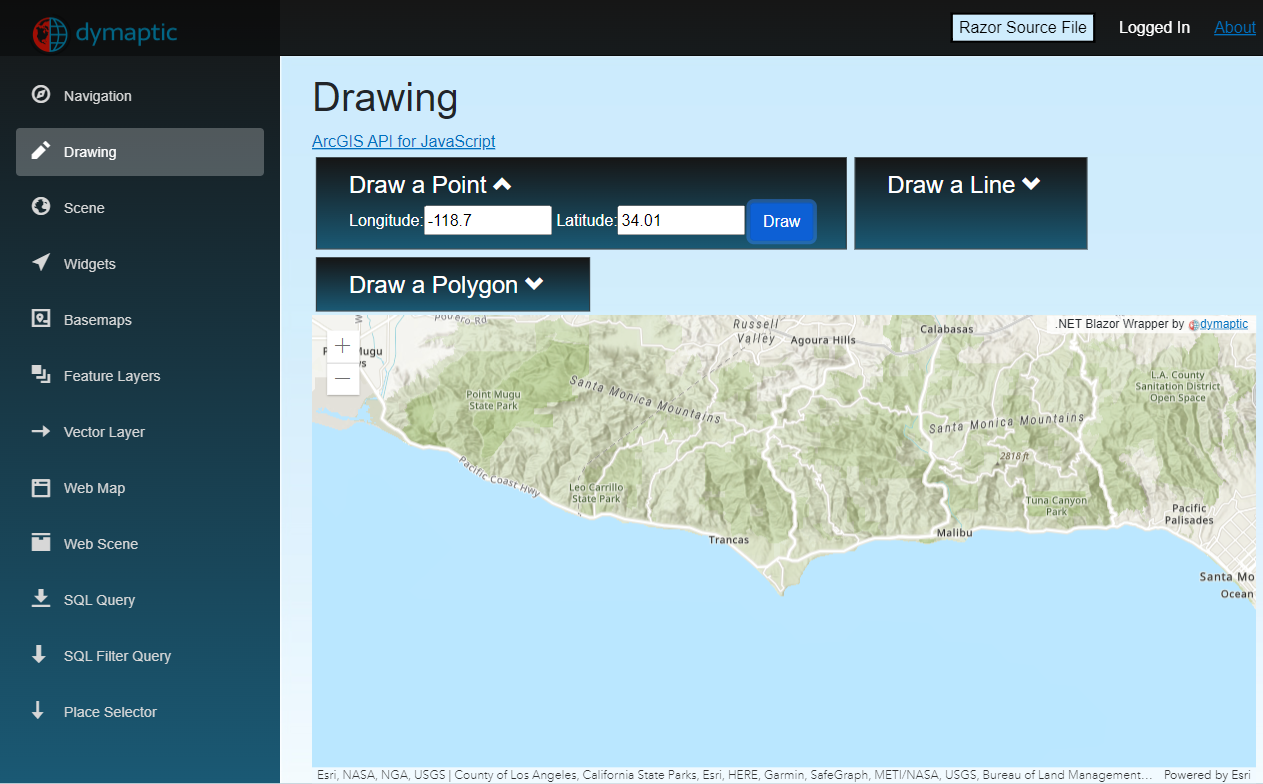 dymaptic
Razor Source File
Logged In
About
Navigation
Drawing
Scene
Widgets
Basemaps
Feature Layers
Vector Layer
Web Map
Web Scene
SQL Query
SQL Filter Query
Place Selector
Drawing
ArcGIS API for JavaScript
Draw a Point
Longitude: -118.7 Latitude: 34.01 Draw
Draw a Line
Draw a Polygon
+
−
.NET Blazor Wrapper by dymaptic
Russell
Valley
Agoura Hills
Calabasas
Mugu
Point Mugu
State Park
Santa Monica Mountains
L.A. County
Sanitation District
Open Space
Santa Monica Mountains
2818 ft
Pacific Coast Hwy
Leo Carrillo
State Park
Tuna Canyon
Park
Pacific
Palisades
Trancas
Malibu
Santa Mo
Ocean
Esri, NASA, NGA, USGS | County of Los Angeles, California State Parks, Esri, HERE, Garmin, SafeGraph, METI/NASA, USGS, Bureau of Land Management…
Powered by Esri